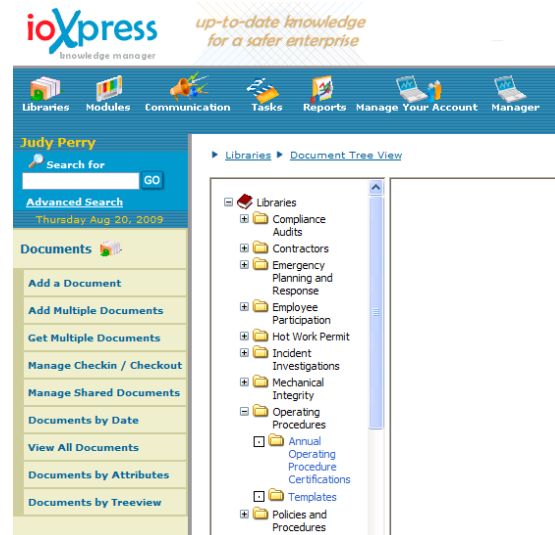 ioXpress
knowledge manager
up-to-date knowledge
for a safer enterprise
Libraries Modules Communication Tasks Reports Manage Your Account Manager
Judy Perry
Search for
GO
Advanced Search
Thursday Aug 20, 2009
Documents
Add a Document
Add Multiple Documents
Get Multiple Documents
Manage Checkin / Checkout
Manage Shared Documents
Documents by Date
View All Documents
Documents by Attributes
Documents by Treeview
Libraries Document Tree View
Libraries
Compliance
Audits
Contractors
Emergency
Planning and
Response
Employee
Participation
Hot Work Permit
Incident
Investigations
Mechanical
Integrity
Operating
Procedures
Annual
Operating
Procedure
Certifications
Templates
Policies and
Procedures